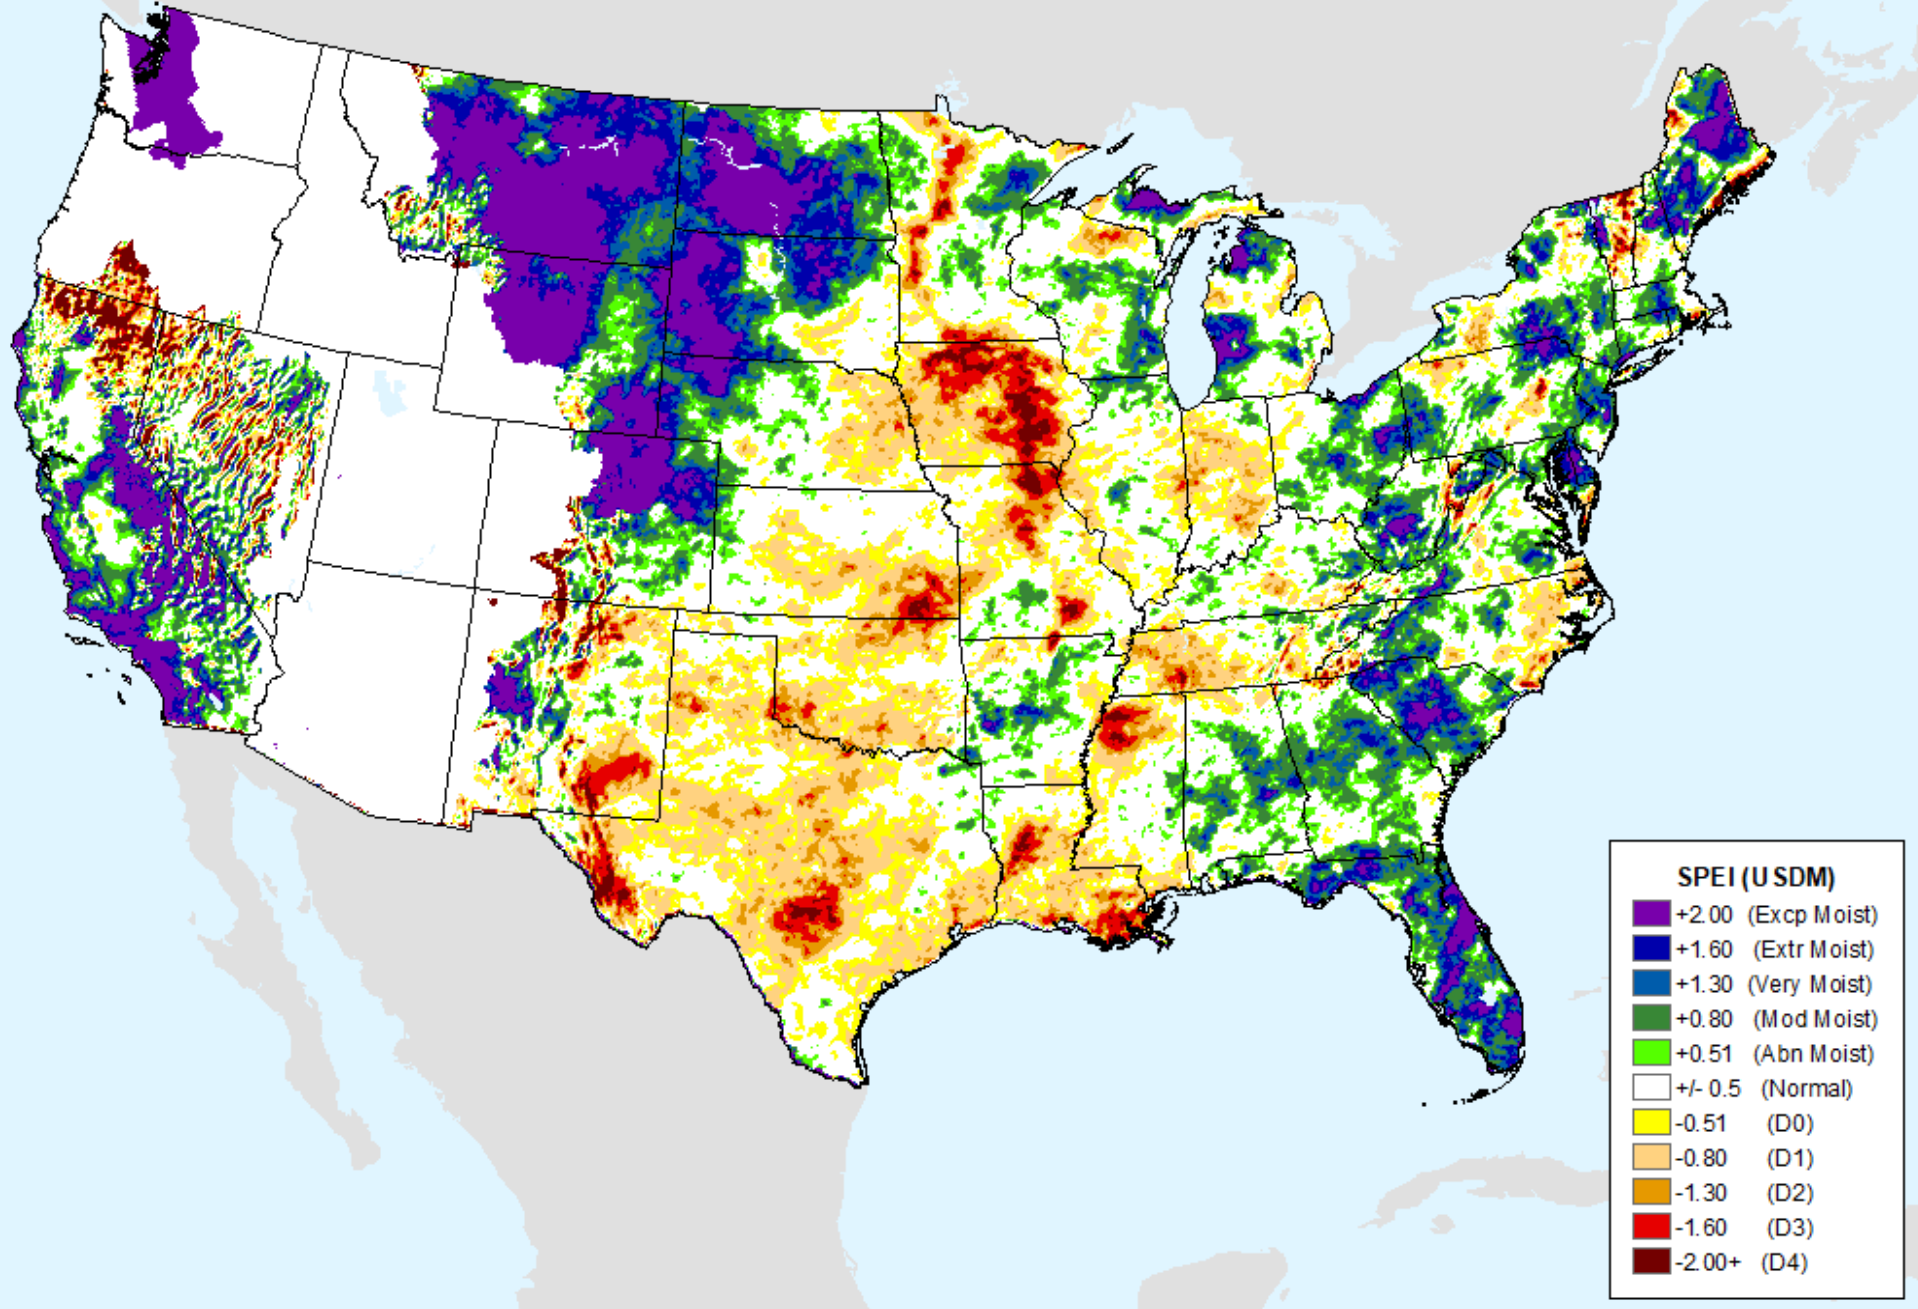 SPEI (USDM)
+2.00 (Excp Moist)
+1.60 (Extr Moist)
+1.30 (Very Moist)
+0.80 (Mod Moist)
+0.51 (Abn Moist)
+/- 0.5 (Normal)
-0.51 (D0)
-0.80 (D1)
-1.30 (D2)
-1.60 (D3)
-2.00+ (D4)